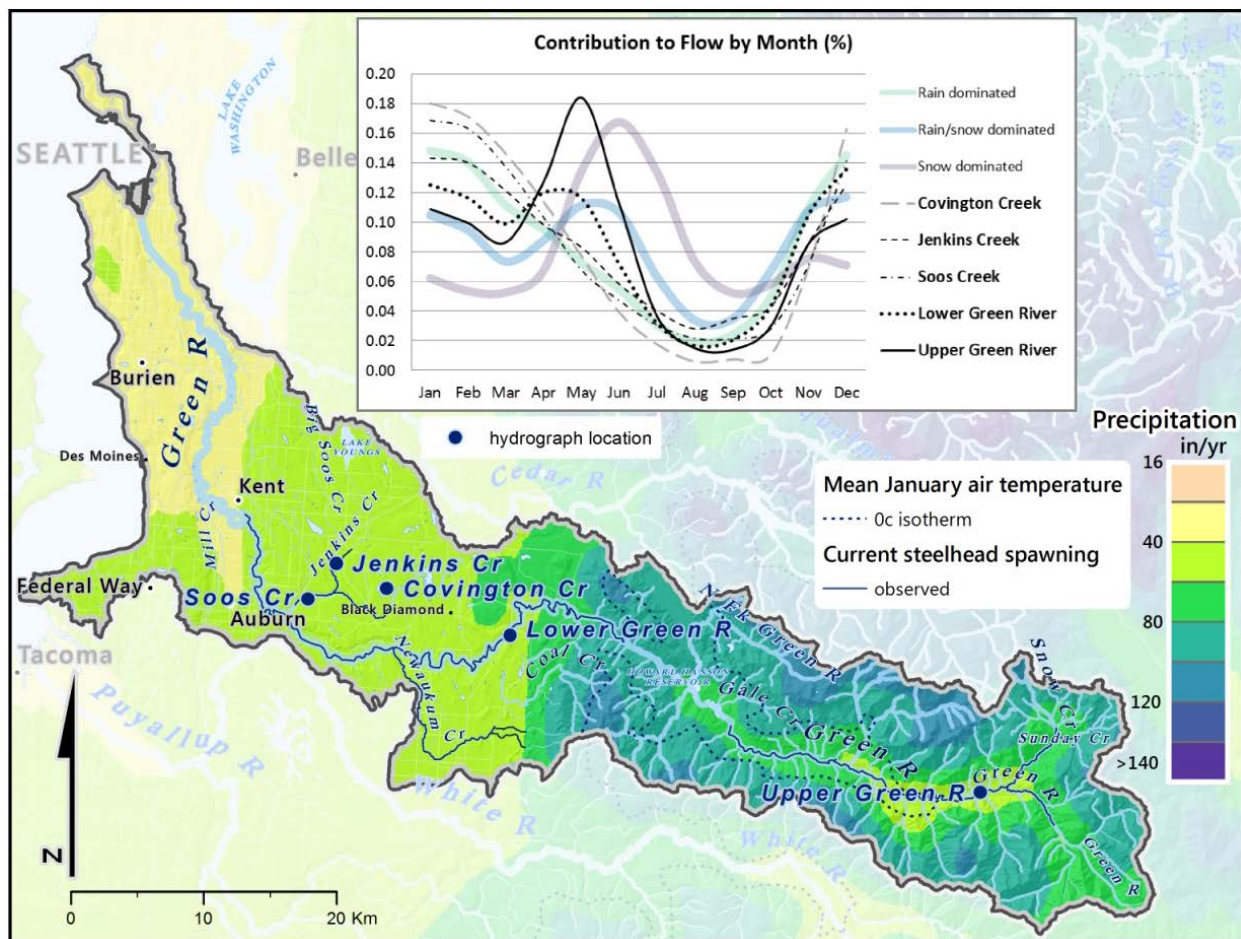 Contribution to Flow by Month (%)
0.20
0.18
0.16
0.14
0.12
0.10
0.08
0.06
0.04
0.02
0.00
Jan Feb Mar Apr May Jun Jul Aug Sep Oct Nov Dec
Rain dominated
Rain/snow dominated
Snow dominated
Covington Creek
Jenkins Creek
Soos Creek
Lower Green River
Upper Green River
hydrograph location
Precipitation
in/yr
16
40
80
120
>140
Mean January air temperature
0c isotherm
Current steelhead spawning
observed
SEATTLE
LAKE
WASHINGTON
Belle
Tye R
Foss R
Burien
Green R
Des Moines
Kent
Mill Cr
Big Soos Cr
LAKE
YOUNGS
Cedar R
Jenkins Cr
Jenkins Cr
Covington Cr
Federal Way
Soos Cr
Auburn
Black Diamond
Lower Green R
Tacoma
Puyallup R
Newaukum Cr
Coal Cr
HOWARD HANSON
RESERVOIR
N Fk Green R
Gale Cr
Green R
Snow Cr
Sunday Cr
Green R
Upper Green R
Green R
White R
White R
N
0 10 20 Km